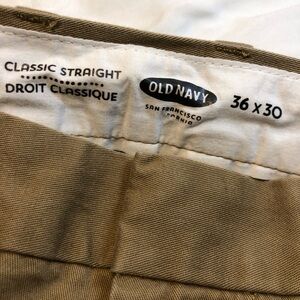 CLASSIC STRAIGHT
DROIT CLASSIQUE
OLD NAVY
SAN FRANCISCO
36 x 30